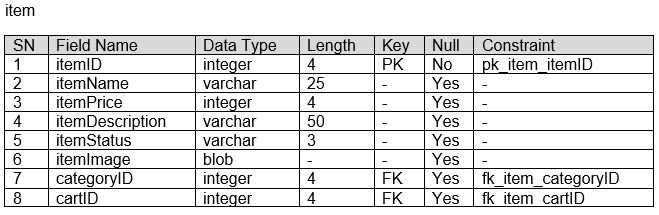 item
SN Field Name Data Type Length Key Null Constraint
1 itemID integer 4 PK No pk_item_itemID
2 itemName varchar 25 - Yes -
3 itemPrice integer 4 - Yes -
4 itemDescription varchar 50 - Yes -
5 itemStatus varchar 3 - Yes -
6 itemImage blob - - Yes -
7 categoryID integer 4 FK Yes fk_item_categoryID
8 cartID integer 4 FK Yes fk_item_cartID